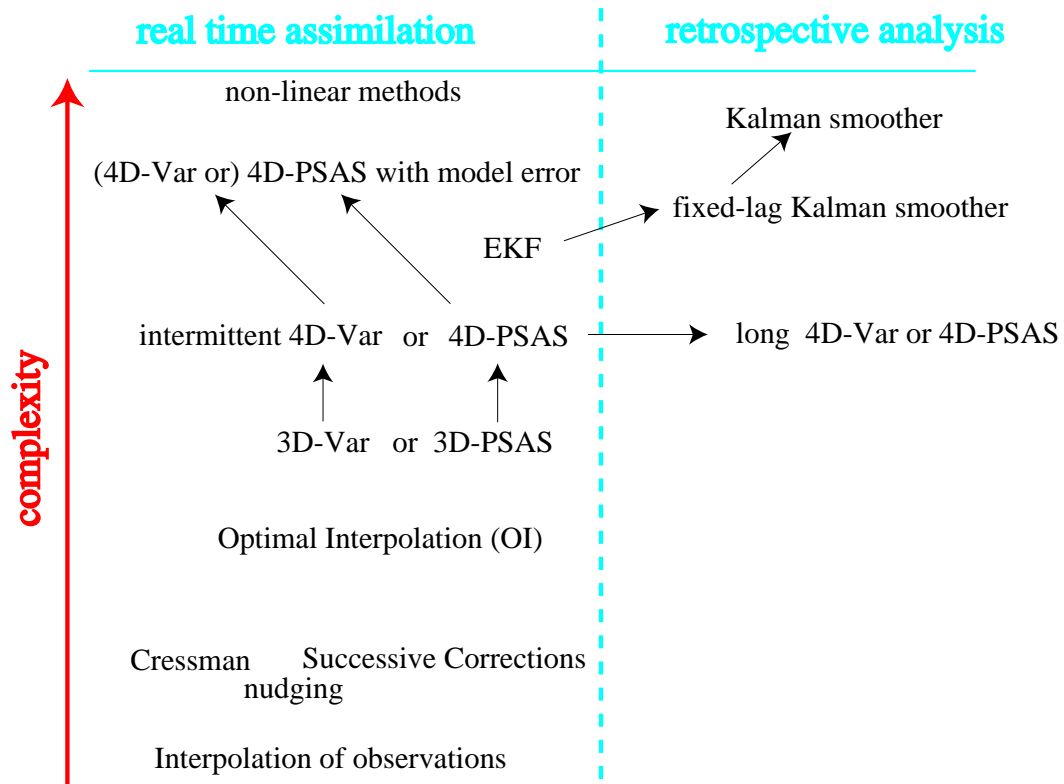 real time assimilation
retrospective analysis
non-linear methods
Kalman smoother
(4D-Var or) 4D-PSAS with model error
fixed-lag Kalman smoother
EKF
intermittent 4D-Var or 4D-PSAS
long 4D-Var or 4D-PSAS
3D-Var or 3D-PSAS
complexity
Optimal Interpolation (OI)
Cressman
Successive Corrections
nudging
Interpolation of observations